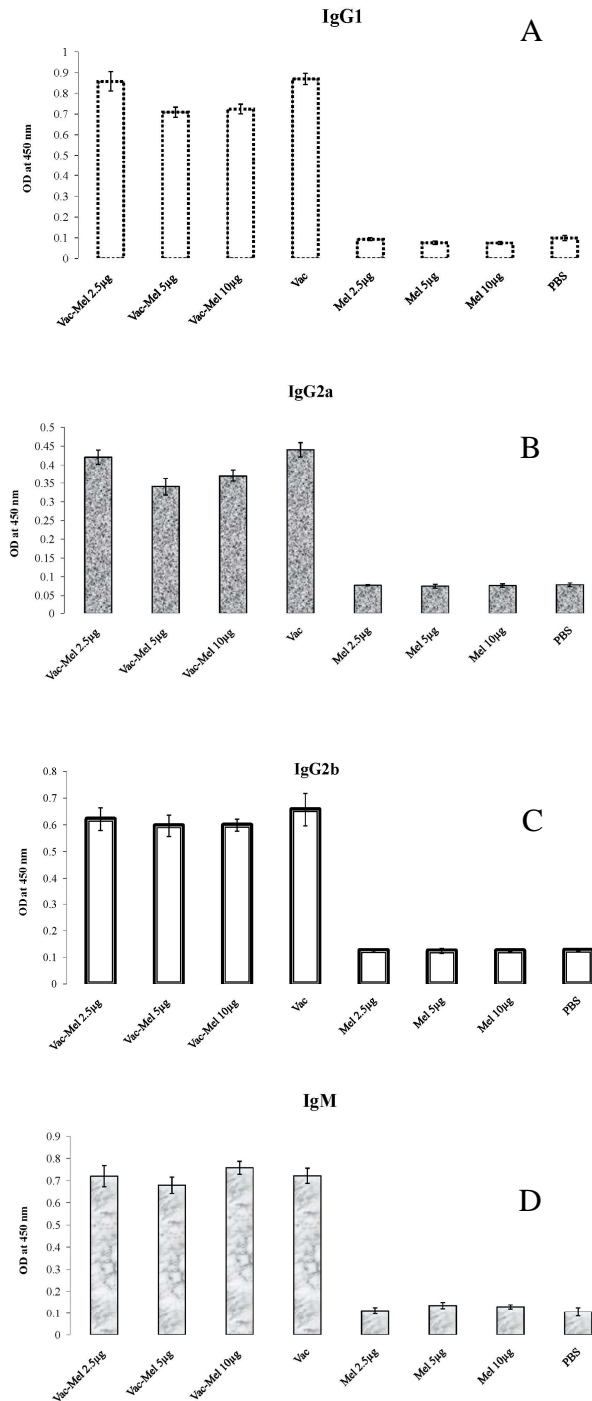 IgG1
A
OD at 450 nm
1
0.9
0.8
0.7
0.6
0.5
0.4
0.3
0.2
0.1
0
Vac-Mel 2.5µg
Vac-Mel 5µg
Vac-Mel 10µg
Vac
Mel 2.5µg
Mel 5µg
Mel 10µg
PBS
IgG2a
B
OD at 450 nm
0.5
0.45
0.4
0.35
0.3
0.25
0.2
0.15
0.1
0.05
0
Vac-Mel 2.5µg
Vac-Mel 5µg
Vac-Mel 10µg
Vac
Mel 2.5µg
Mel 5µg
Mel 10µg
PBS
IgG2b
C
OD at 450 nm
0.8
0.7
0.6
0.5
0.4
0.3
0.2
0.1
0
Vac-Mel 2.5µg
Vac-Mel 5µg
Vac-Mel 10µg
Vac
Mel 2.5µg
Mel 5µg
Mel 10µg
PBS
IgM
D
OD at 450 nm
0.9
0.8
0.7
0.6
0.5
0.4
0.3
0.2
0.1
0
Vac-Mel 2.5µg
Vac-Mel 5µg
Vac-Mel 10µg
Vac
Mel 2.5µg
Mel 5µg
Mel 10µg
PBS